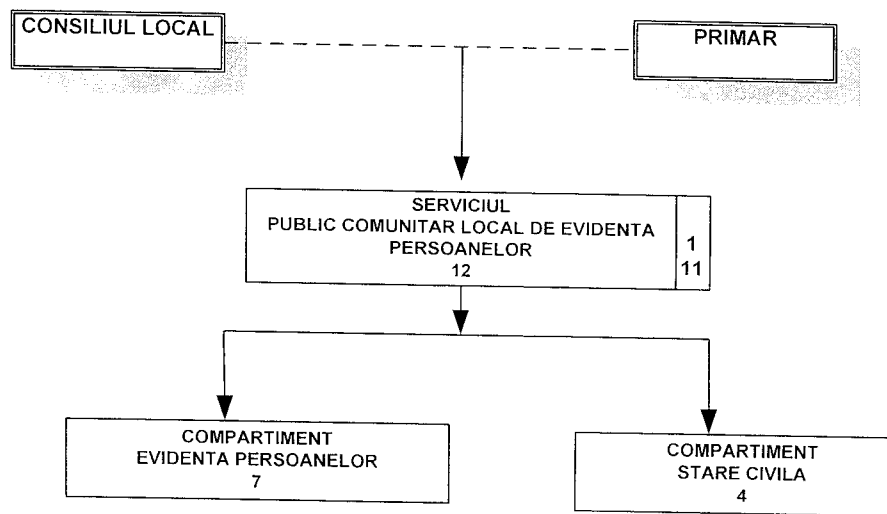 CONSILIUL LOCAL
PRIMAR
SERVICIUL
PUBLIC COMUNITAR LOCAL DE EVIDENTA
PERSOANELOR
12
1
11
COMPARTIMENT
EVIDENTA PERSOANELOR
7
COMPARTIMENT
STARE CIVILA
4